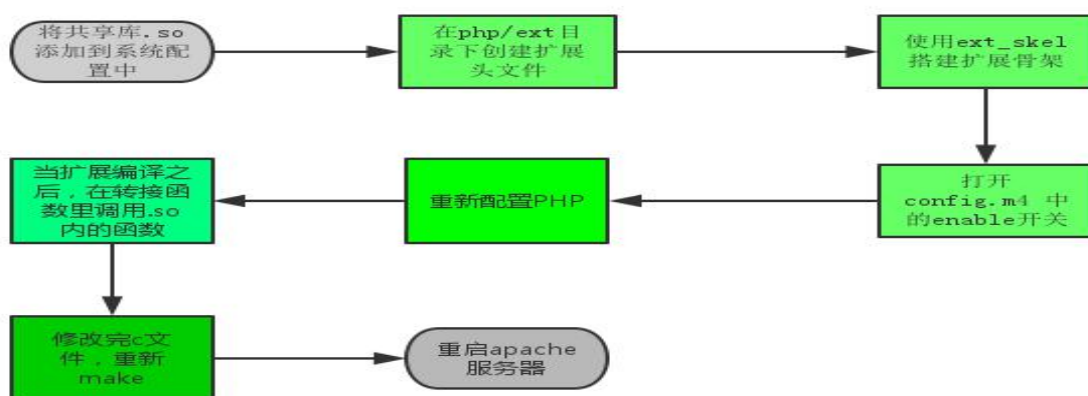 将共享库.so
添加到系统配
置中
在php/ext目
录下创建扩展
头文件
使用ext_skel
搭建扩展骨架
打开
config.m4 中
的enable开关
重新配置PHP
当扩展编译之
后，在转接函
数里调用.so
内的函数
修改完c文
件，重新
make
重启apache
服务器